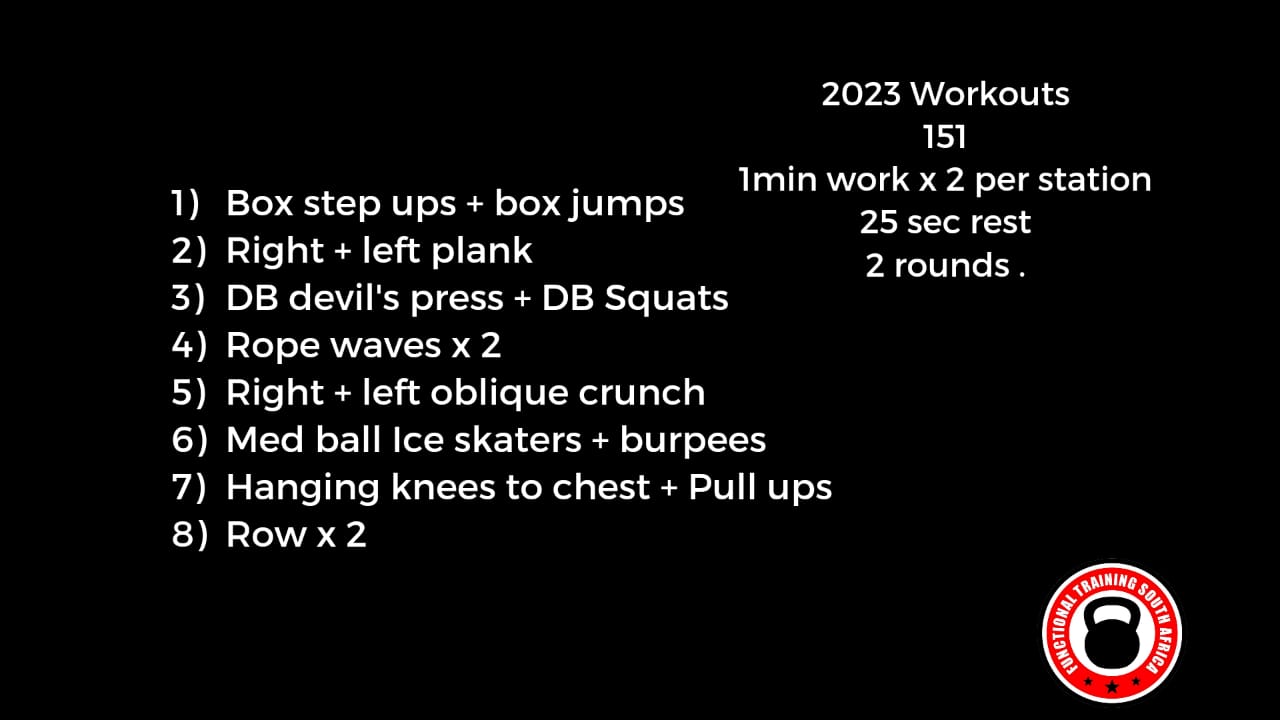 2023 Workouts
151
1min work x 2 per station
25 sec rest
2 rounds .
1) Box step ups + box jumps
2) Right + left plank
3) DB devil's press + DB Squats
4) Rope waves x 2
5) Right + left oblique crunch
6) Med ball Ice skaters + burpees
7) Hanging knees to chest + Pull ups
8) Row x 2
FUNCTIONAL TRAINING SOUTH AFRICA